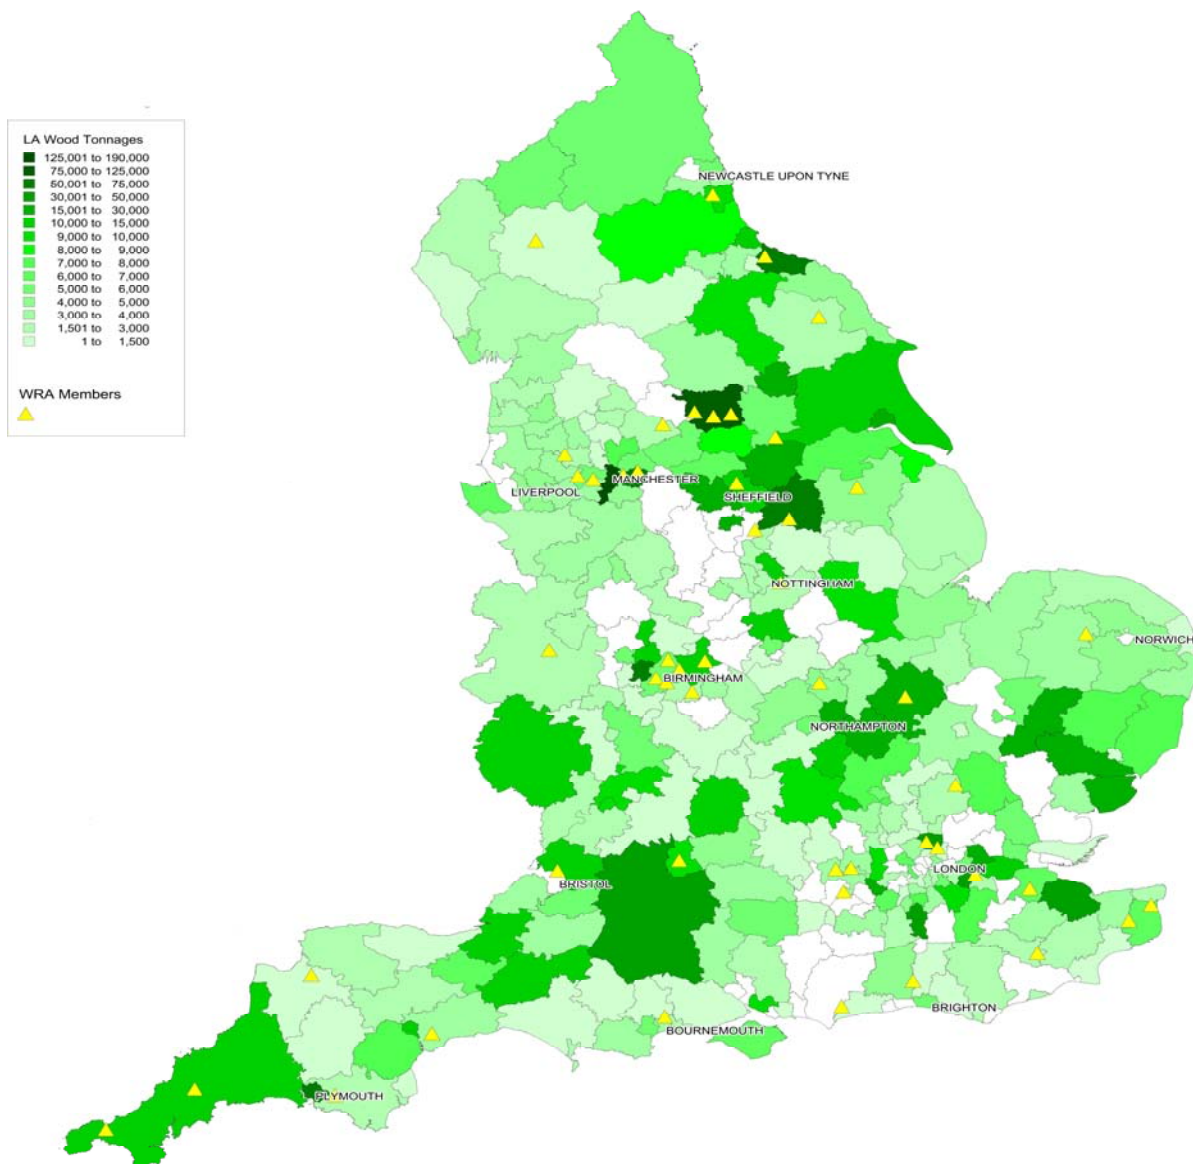 LA Wood Tonnages
125,001 to 190,000
75,000 to 125,000
50,001 to 75,000
30,001 to 50,000
15,001 to 30,000
10,000 to 15,000
9,000 to 10,000
8,000 to 9,000
7,000 to 8,000
6,000 to 7,000
5,000 to 6,000
4,000 to 5,000
3,000 to 4,000
1,501 to 3,000
1 to 1,500
WRA Members
NEWCASTLE UPON TYNE
MANCHESTER
LIVERPOOL
SHEFFIELD
NOTTINGHAM
NORWICH
BIRMINGHAM
NORTHAMPTON
LONDON
BRISTOL
BRIGHTON
BOURNEMOUTH
PLYMOUTH